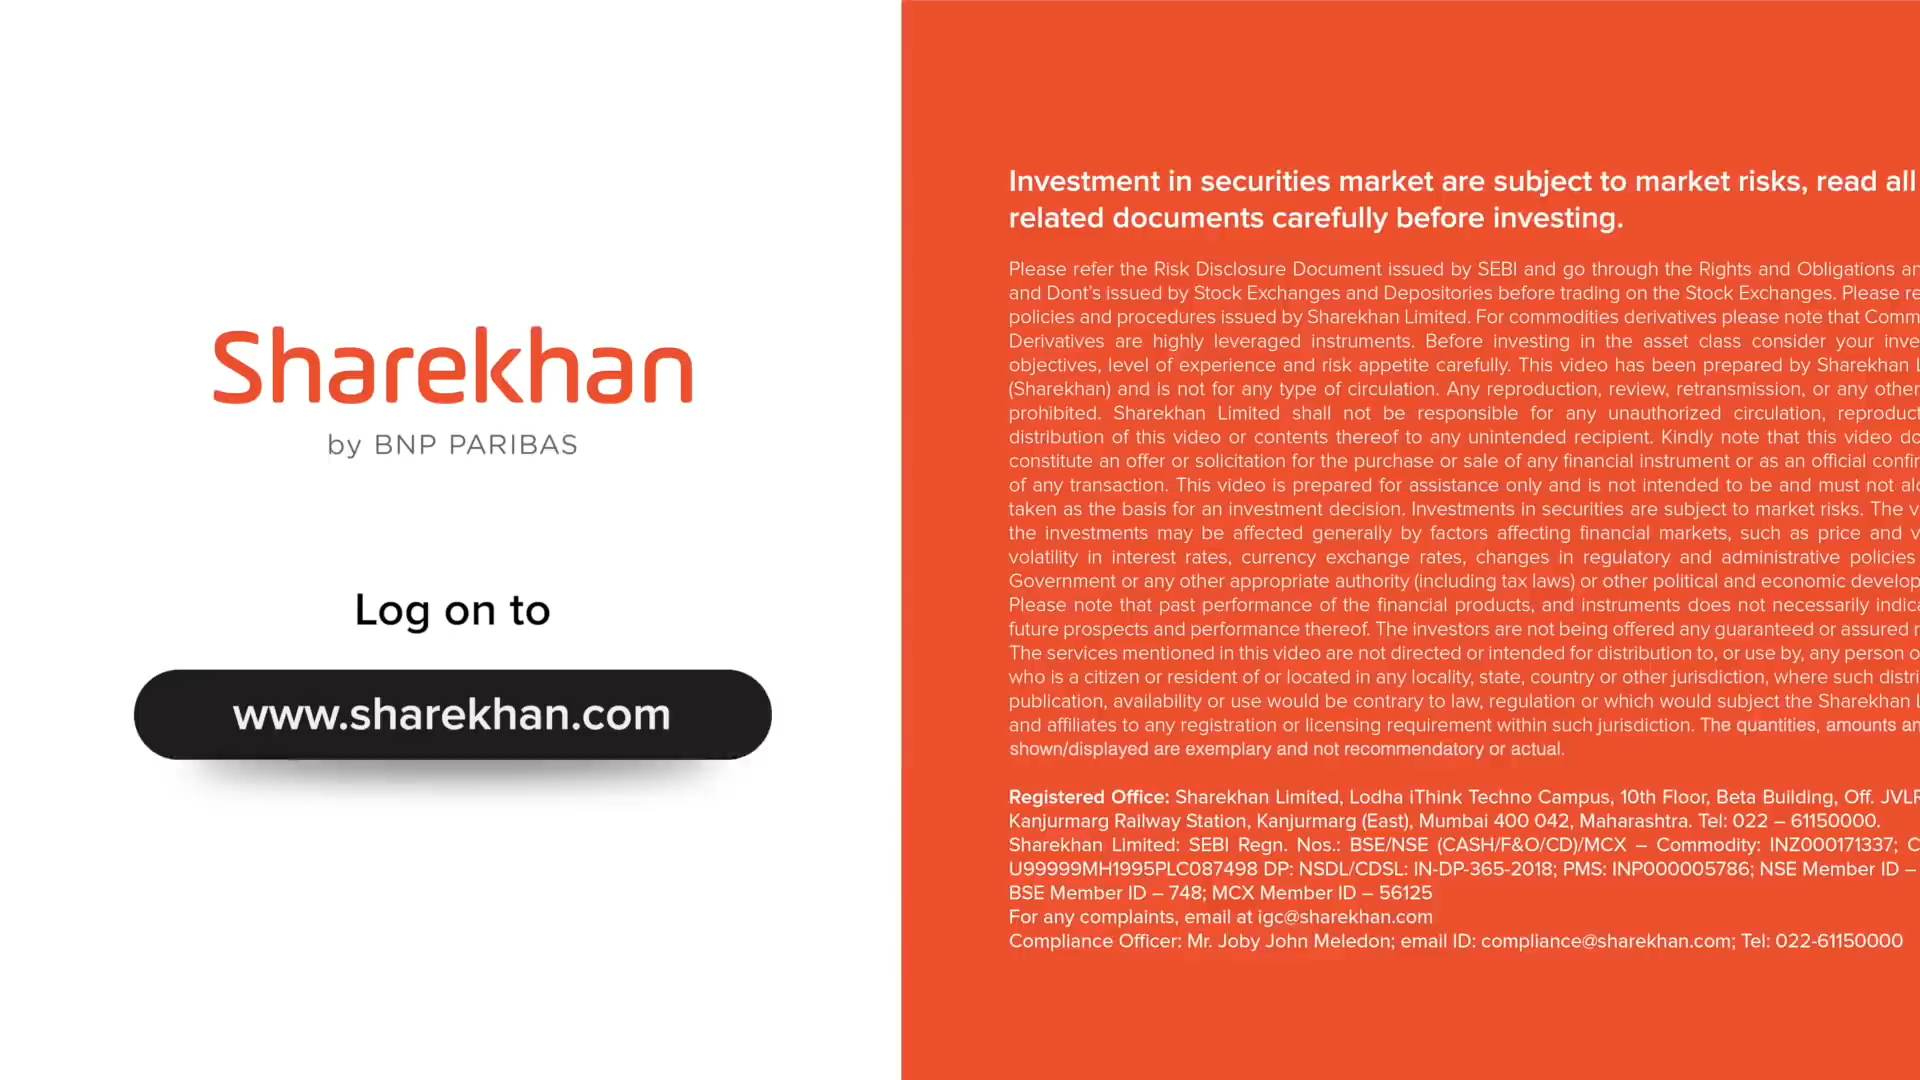 Sharekhan
by BNP PARIBAS
Log on to
www.sharekhan.com
Investment in securities market are subject to market risks, read all
related documents carefully before investing.
Please refer the Risk Disclosure Document issued by SEBI and go through the Rights and Obligations
and Dont's issued by Stock Exchanges and Depositories before trading on the Stock Exchanges. Please
policies and procedures issued by Sharekhan Limited. For commodities derivatives please note that
Derivatives are highly leveraged instruments. Before investing in the asset class consider your
objectives, level of experience and risk appetite carefully. This video has been prepared by Sharekhan
(Sharekhan) and is not for any type of circulation. Any reproduction, review, retransmission, or any other
prohibited. Sharekhan Limited shall not be responsible for any unauthorized circulation,
distribution of this video or contents thereof to any unintended recipient. Kindly note that this video
constitute an offer or solicitation for the purchase or sale of any financial instrument or as an official
of any transaction. This video is prepared for assistance only and is not intended to be and must not
taken as the basis for an investment decision. Investments in securities are subject to market risks. The
the investments may be affected generally by factors affecting financial markets, such as price and
volatility in interest rates, currency exchange rates, changes in regulatory and administrative policies
Government or any other appropriate authority (including tax laws) or other political and economic
Please note that past performance of the financial products, and instruments does not necessarily
future prospects and performance thereof. The investors are not being offered any guaranteed or assured
The services mentioned in this video are not directed or intended for distribution to, or use by, any person
who is a citizen or resident of or located in any locality, state, country or other jurisdiction, where such
publication, availability or use would be contrary to law, regulation or which would subject the Sharekhan
and affiliates to any registration or licensing requirement within such jurisdiction. The quantities, amounts
shown/displayed are exemplary and not recommendatory or actual.
Registered Office: Sharekhan Limited, Lodha iThink Techno Campus, 10th Floor, Beta Building, Off.
Kanjurmarg Railway Station, Kanjurmarg (East), Mumbai 400 042, Maharashtra. Tel: 022 – 61150000.
Sharekhan Limited: SEBI Regn. Nos.: BSE/NSE (CASH/F&O/CD)/MCX – Commodity: INZ000171337;
U99999MH1995PLC087498 DP: NSDL/CDSL: IN-DP-365-2018; PMS: INP000005786; NSE Member ID –
BSE Member ID – 748; MCX Member ID – 56125
For any complaints, email at igc@sharekhan.com
Compliance Officer: Mr. Joby John Meledon; email ID: compliance@sharekhan.com; Tel: 022-61150000